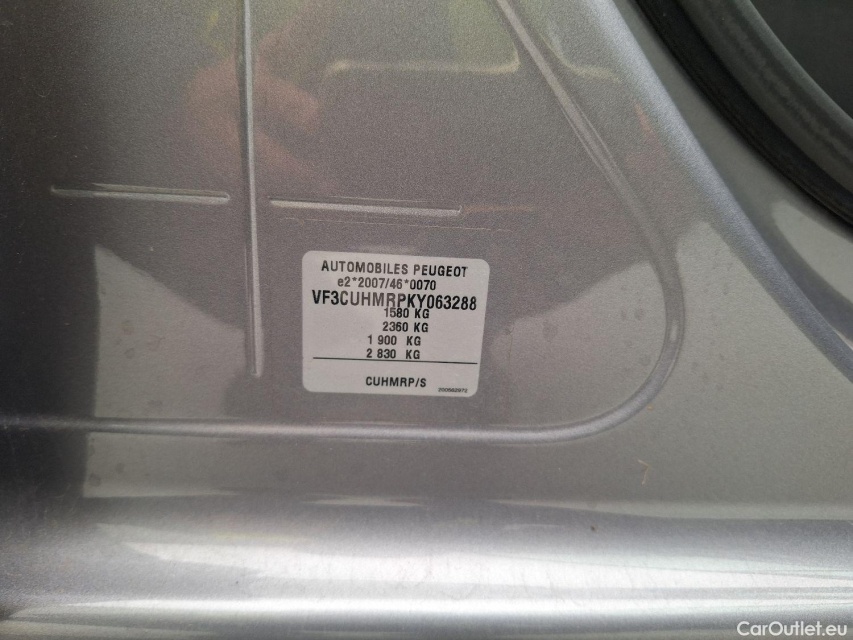 AUTOMOBILES PEUGEOT
e2*2007/46*0070
VF3CUHMRPKY063288
1580 KG
2360 KG
1 900 KG
2 830 KG
CUHMRP/S
CarOutlet.eu